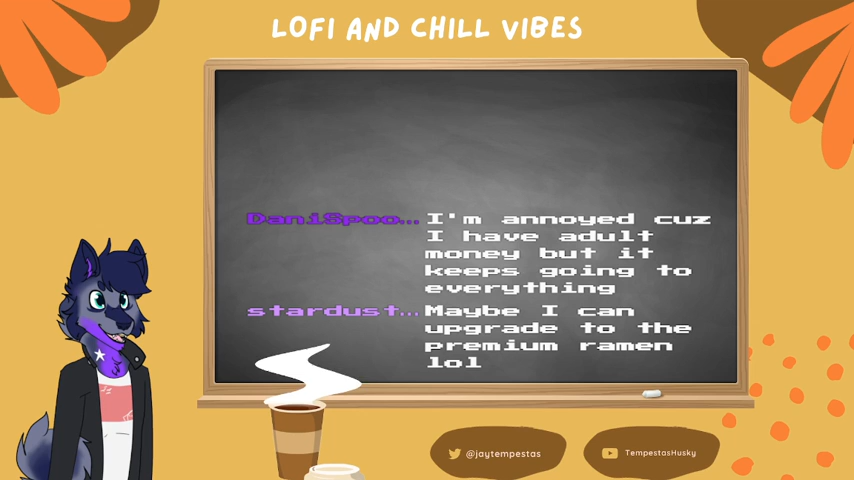 LOFI AND CHILL VIBES
DaniSpoo... I'm annoyed cuz
I have adult
money but it
keeps going to
everything
stardust... Maybe I can
upgrade to the
premium ramen
lol
@jaytempestas
TempestasHusky